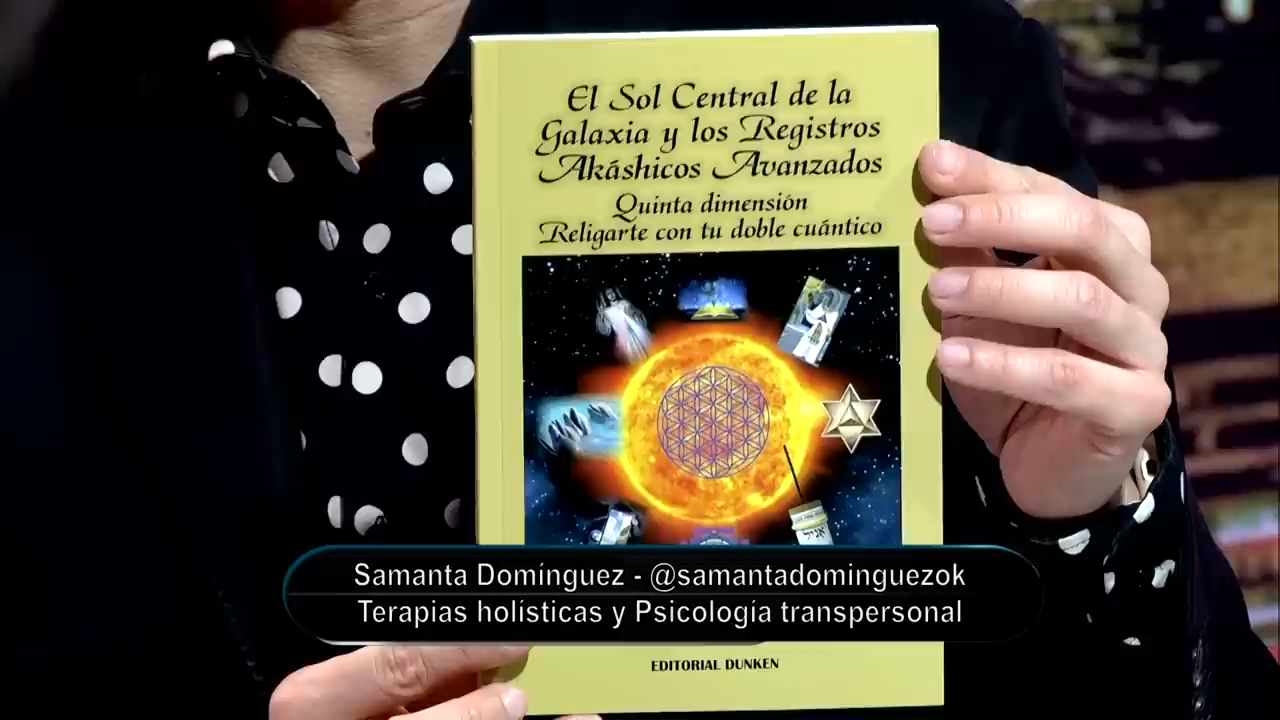 El Sol Central de la
Galaxia y los Registros
Akáshicos Avanzados
Quinta dimensión
Religarte con tu doble cuántico
Samanta Domínguez - @samantadominguezok
Terapias holísticas y Psicología transpersonal
EDITORIAL DUNKEN